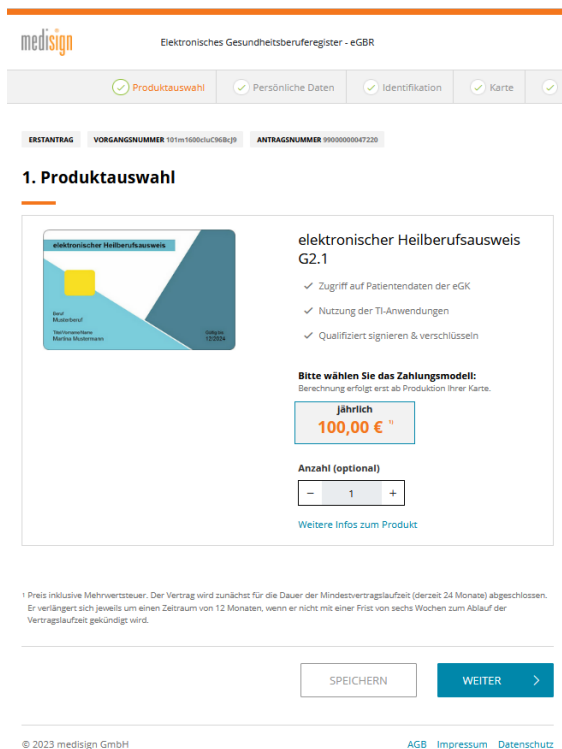 medisign
Elektronisches Gesundheitsberuferegister - eGBR
Produktauswahl
Persönliche Daten
Identifikation
Karte
ERSTANTRAG
VORGANGSNUMMER
ANTRAGSNUMMER 99000000047220
1. Produktauswahl
elektronischer Heilberufsausweis
Beruf
Musterberuf
Titel/Vorname/Name
Martina Mustermann
12/2024
elektronischer Heilberufsausweis
G2.1
Zugriff auf Patientendaten der eGK
Nutzung der TI-Anwendungen
Qualifiziert signieren & verschlüsseln
Bitte wählen Sie das Zahlungsmodell:
Berechnung erfolgt erst ab Produktion Ihrer Karte.
jährlich
100,00 € ¹⁾
Anzahl (optional)
− 1 +
Weitere Infos zum Produkt
¹ Preis inklusive Mehrwertsteuer. Der Vertrag wird zunächst für die Dauer der Mindestvertragslaufzeit (derzeit 24 Monate) abgeschlossen.
Er verlängert sich jeweils um einen Zeitraum von 12 Monaten, wenn er nicht mit einer Frist von sechs Wochen zum Ablauf der
Vertragslaufzeit gekündigt wird.
SPEICHERN
WEITER
© 2023 medisign GmbH
AGB Impressum Datenschutz